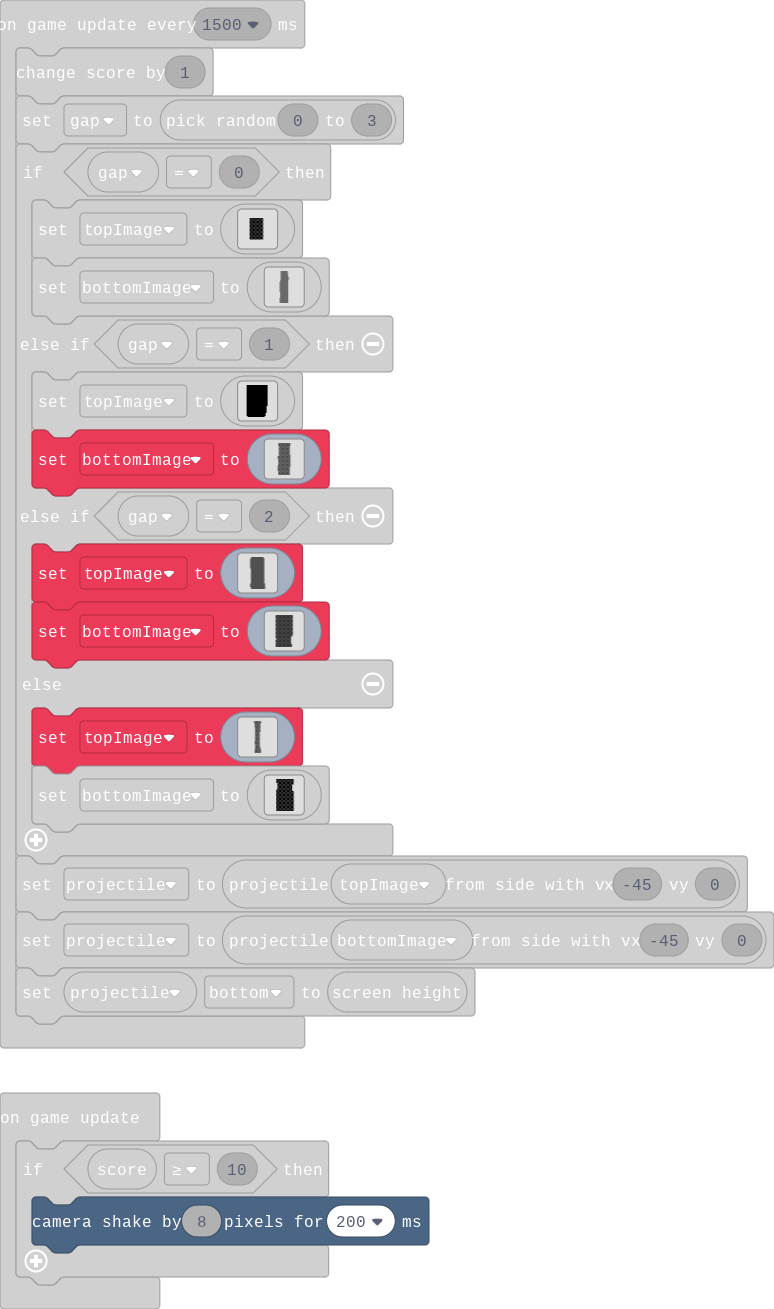 on game update every 1500 ms
change score by 1
set gap to pick random 0 to 3
if gap = 0 then
set topImage to
set bottomImage to
else if gap = 1 then
set topImage to
set bottomImage to
else if gap = 2 then
set topImage to
set bottomImage to
else
set topImage to
set bottomImage to
set projectile to projectile topImage from side with vx -45 vy 0
set projectile to projectile bottomImage from side with vx -45 vy 0
set projectile bottom to screen height
on game update
if score ≥ 10 then
camera shake by 8 pixels for 200 ms